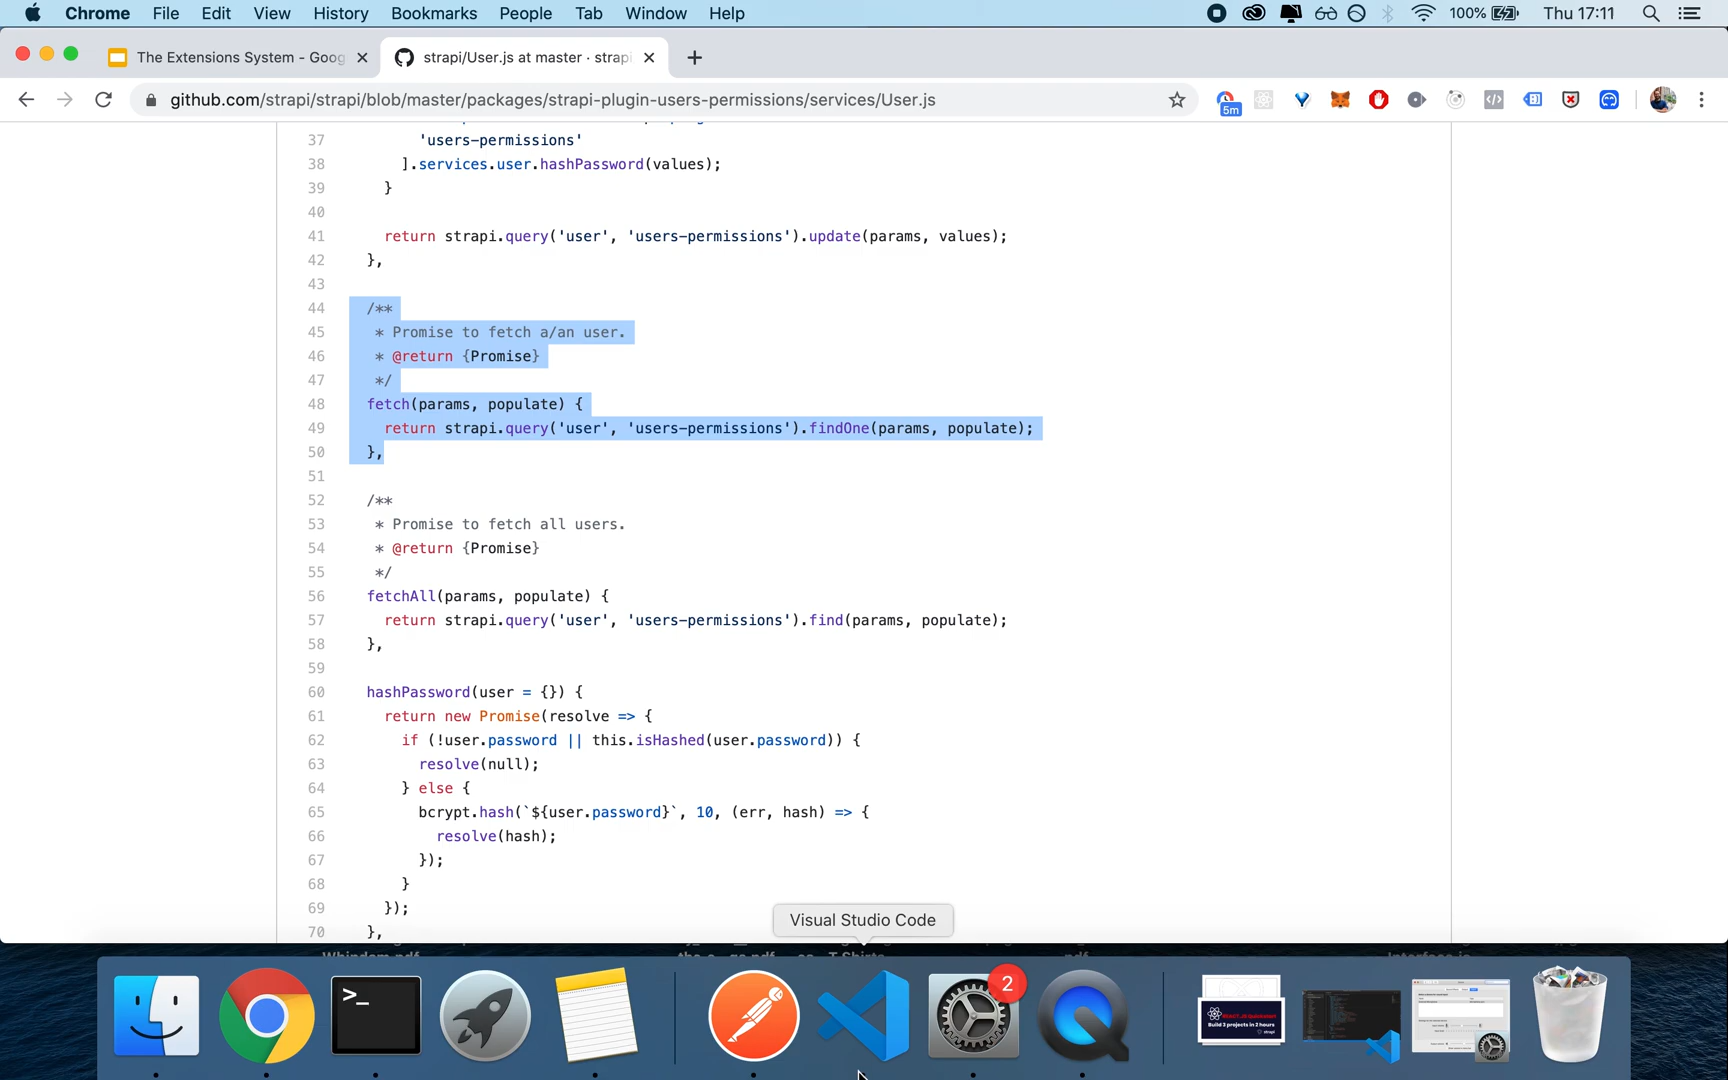 Chrome File Edit View History Bookmarks People Tab Window Help 100% Thu 17:11
The Extensions System - Goog
strapi/User.js at master · strapi
github.com/strapi/strapi/blob/master/packages/strapi-plugin-users-permissions/services/User.js
5m
37 'users-permissions'
38 ].services.user.hashPassword(values);
39 }
40
41 return strapi.query('user', 'users-permissions').update(params, values);
42 },
43
44 /**
45 * Promise to fetch a/an user.
46 * @return {Promise}
47 */
48 fetch(params, populate) {
49 return strapi.query('user', 'users-permissions').findOne(params, populate);
50 },
51
52 /**
53 * Promise to fetch all users.
54 * @return {Promise}
55 */
56 fetchAll(params, populate) {
57 return strapi.query('user', 'users-permissions').find(params, populate);
58 },
59
60 hashPassword(user = {}) {
61 return new Promise(resolve => {
62 if (!user.password || this.isHashed(user.password)) {
63 resolve(null);
64 } else {
65 bcrypt.hash(`${user.password}`, 10, (err, hash) => {
66 resolve(hash);
67 });
68 }
69 });
70 },
Visual Studio Code
2
Build 3 projects in 2 hours
strapi